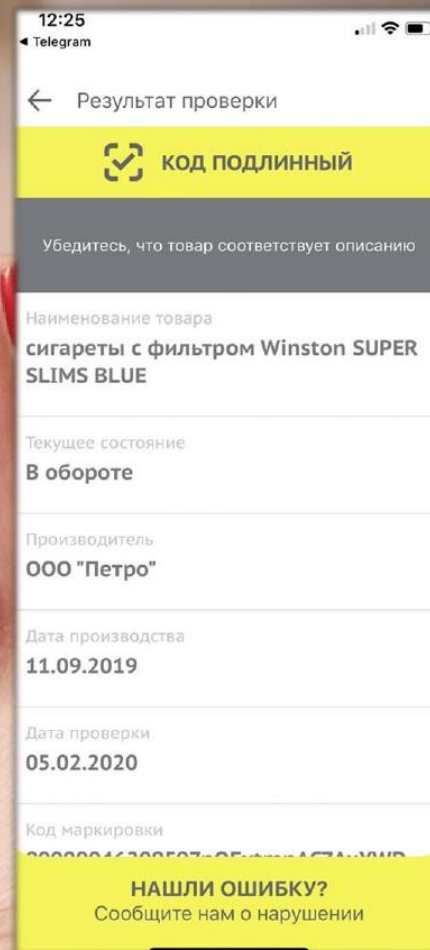 12:25
Telegram
Результат проверки
КОД ПОДЛИННЫЙ
Убедитесь, что товар соответствует описанию
Наименование товара
сигареты с фильтром Winston SUPER
SLIMS BLUE
Текущее состояние
В обороте
Производитель
ООО "Петро"
Дата производства
11.09.2019
Дата проверки
05.02.2020
Код маркировки
НАШЛИ ОШИБКУ?
Сообщите нам о нарушении